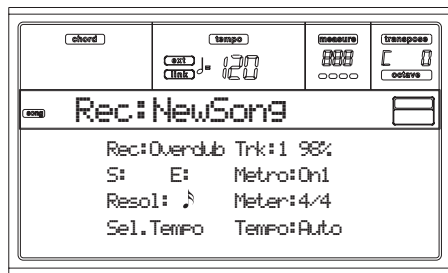 chord tempo measure transpose
ext link ♩= 120 888 C 0
octave
song Rec:NewSong
Rec:Overdub Trk:1 98%
S: E: Metro:On1
Resol: 𝅘𝅥𝅯 Meter:4/4
Sel.Tempo Tempo:Auto